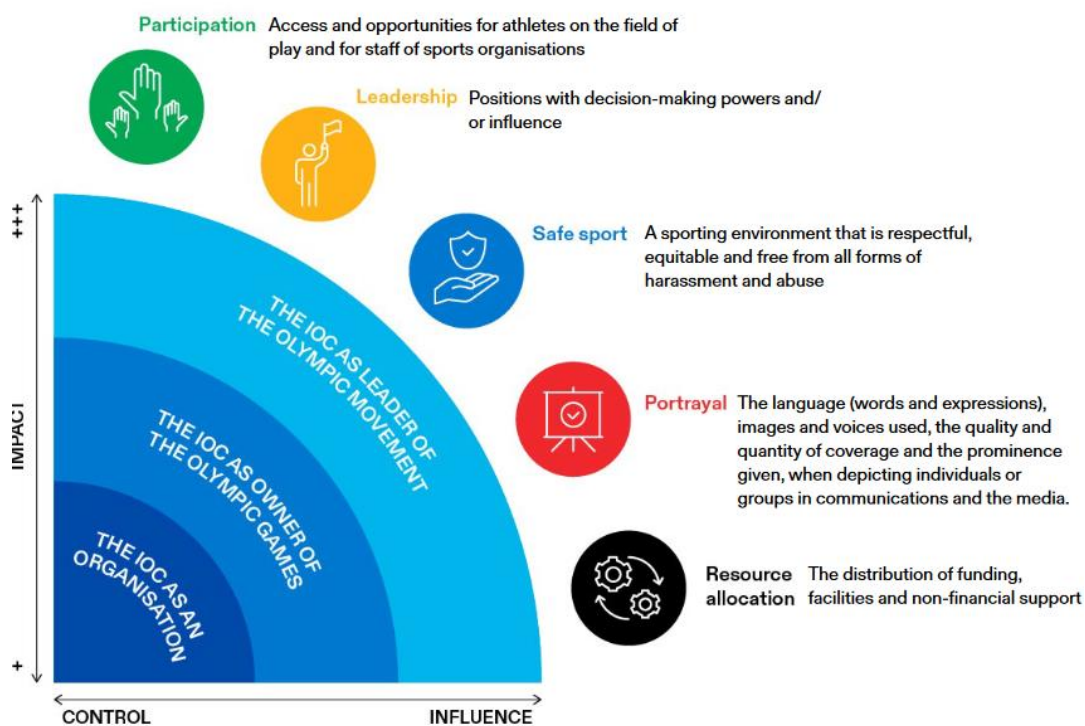 Participation Access and opportunities for athletes on the field of
play and for staff of sports organisations
Leadership Positions with decision-making powers and/
or influence
Safe sport A sporting environment that is respectful,
equitable and free from all forms of
harassment and abuse
Portrayal The language (words and expressions),
images and voices used, the quality and
quantity of coverage and the prominence
given, when depicting individuals or
groups in communications and the media.
Resource
allocation
The distribution of funding,
facilities and non-financial support
+++
IMPACT
+
THE IOC AS LEADER OF
THE OLYMPIC MOVEMENT
THE IOC AS OWNER OF
THE OLYMPIC GAMES
THE IOC AS AN
ORGANISATION
CONTROL
INFLUENCE